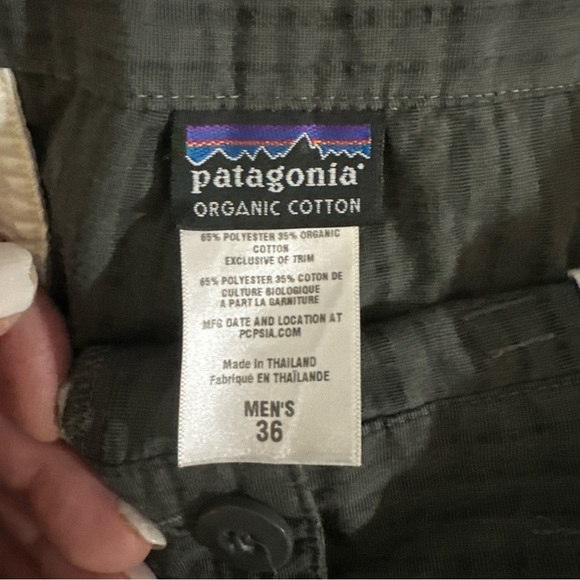 patagonia®
ORGANIC COTTON
65% POLYESTER 35% ORGANIC
COTTON
EXCLUSIVE OF TRIM
65% POLYESTER 35% COTON DE
CULTURE BIOLOGIQUE
A PART LA GARNITURE
MFG DATE AND LOCATION AT
PCPSIA.COM
Made in THAILAND
Fabriqué EN THAÏLANDE
MEN'S
36